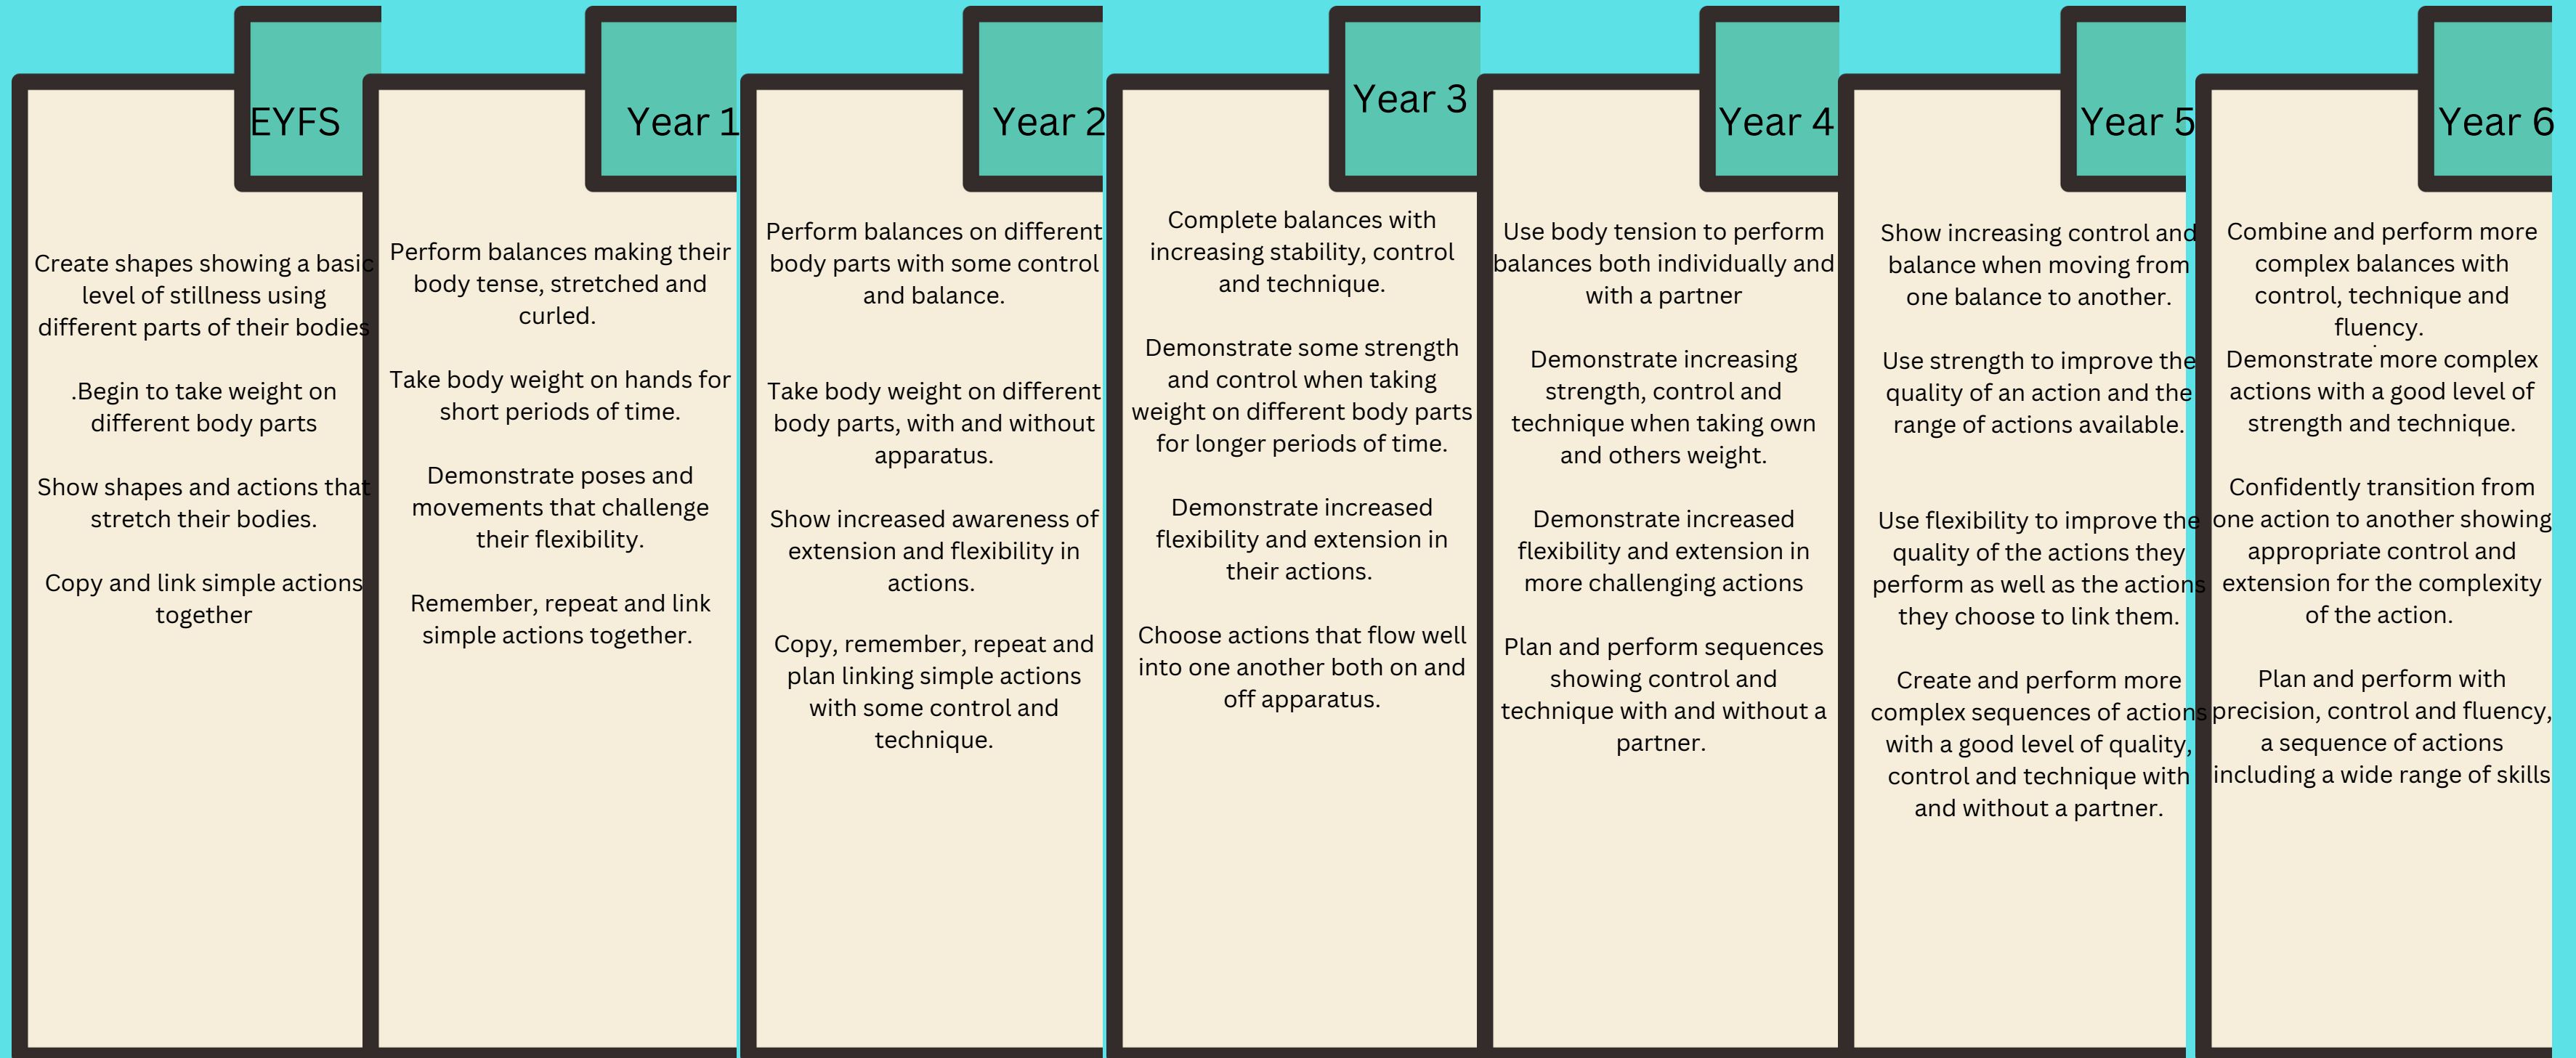 EYFS
Create shapes showing a basic
level of stillness using
different parts of their bodies
.Begin to take weight on
different body parts
Show shapes and actions that
stretch their bodies.
Copy and link simple actions
together
Year 1
Perform balances making their
body tense, stretched and
curled.
Take body weight on hands for
short periods of time.
Demonstrate poses and
movements that challenge
their flexibility.
Remember, repeat and link
simple actions together.
Year 2
Perform balances on different
body parts with some control
and balance.
Take body weight on different
body parts, with and without
apparatus.
Show increased awareness of
extension and flexibility in
actions.
Copy, remember, repeat and
plan linking simple actions
with some control and
technique.
Year 3
Complete balances with
increasing stability, control
and technique.
Demonstrate some strength
and control when taking
weight on different body parts
for longer periods of time.
Demonstrate increased
flexibility and extension in
their actions.
Choose actions that flow well
into one another both on and
off apparatus.
Year 4
Use body tension to perform
balances both individually and
with a partner
Demonstrate increasing
strength, control and
technique when taking own
and others weight.
Demonstrate increased
flexibility and extension in
more challenging actions
Plan and perform sequences
showing control and
technique with and without a
partner.
Year 5
Show increasing control and
balance when moving from
one balance to another.
Use strength to improve the
quality of an action and the
range of actions available.
Use flexibility to improve the
quality of the actions they
perform as well as the actions
they choose to link them.
Create and perform more
complex sequences of actions
with a good level of quality,
control and technique with
and without a partner.
Year 6
Combine and perform more
complex balances with
control, technique and
fluency.
.
Demonstrate more complex
actions with a good level of
strength and technique.
Confidently transition from
one action to another showing
appropriate control and
extension for the complexity
of the action.
Plan and perform with
precision, control and fluency,
a sequence of actions
including a wide range of skills